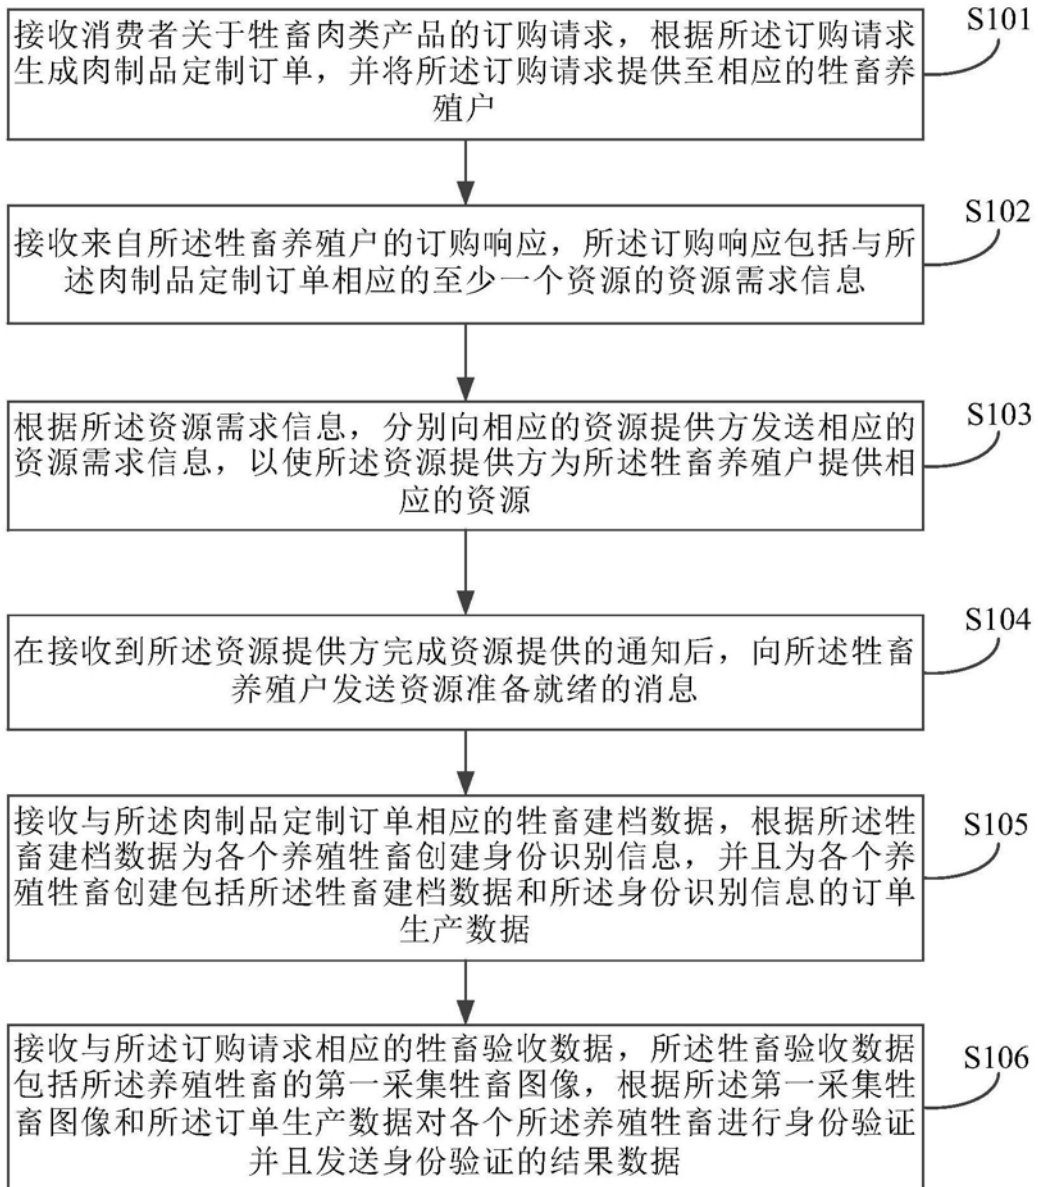 接收消费者关于牲畜肉类产品的订购请求，根据所述订购请求
生成肉制品定制订单，并将所述订购请求提供至相应的牲畜养
殖户
S101
接收来自所述牲畜养殖户的订购响应，所述订购响应包括与所
述肉制品定制订单相应的至少一个资源的资源需求信息
S102
根据所述资源需求信息，分别向相应的资源提供方发送相应的
资源需求信息，以使所述资源提供方为所述牲畜养殖户提供相
应的资源
S103
在接收到所述资源提供方完成资源提供的通知后，向所述牲畜
养殖户发送资源准备就绪的消息
S104
接收与所述肉制品定制订单相应的牲畜建档数据，根据所述牲
畜建档数据为各个养殖牲畜创建身份识别信息，并且为各个养
殖牲畜创建包括所述牲畜建档数据和所述身份识别信息的订单
生产数据
S105
接收与所述订购请求相应的牲畜验收数据，所述牲畜验收数据
包括所述养殖牲畜的第一采集牲畜图像，根据所述第一采集牲
畜图像和所述订单生产数据对各个所述养殖牲畜进行身份验证
并且发送身份验证的结果数据
S106